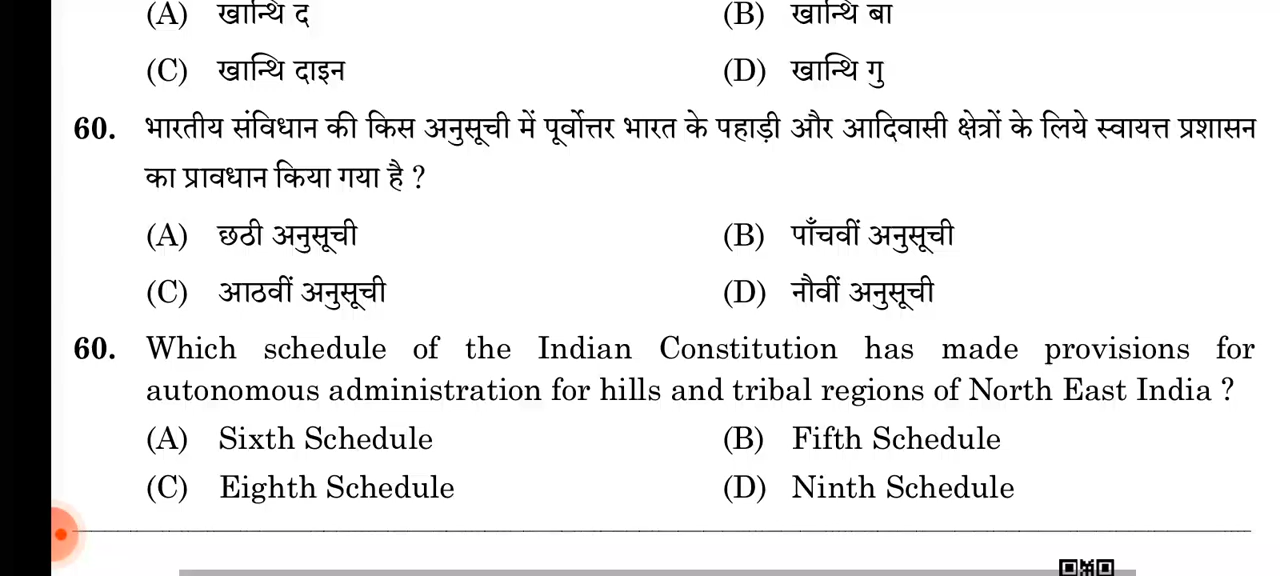 (A) खान्थि द (B) खान्थि बा
(C) खान्थि दाइन (D) खान्थि गु
60. भारतीय संविधान की किस अनुसूची में पूर्वोत्तर भारत के पहाड़ी और आदिवासी क्षेत्रों के लिये स्वायत्त प्रशासन
का प्रावधान किया गया है ?
(A) छठी अनुसूची (B) पाँचवीं अनुसूची
(C) आठवीं अनुसूची (D) नौवीं अनुसूची
60. Which schedule of the Indian Constitution has made provisions for
autonomous administration for hills and tribal regions of North East India ?
(A) Sixth Schedule (B) Fifth Schedule
(C) Eighth Schedule (D) Ninth Schedule